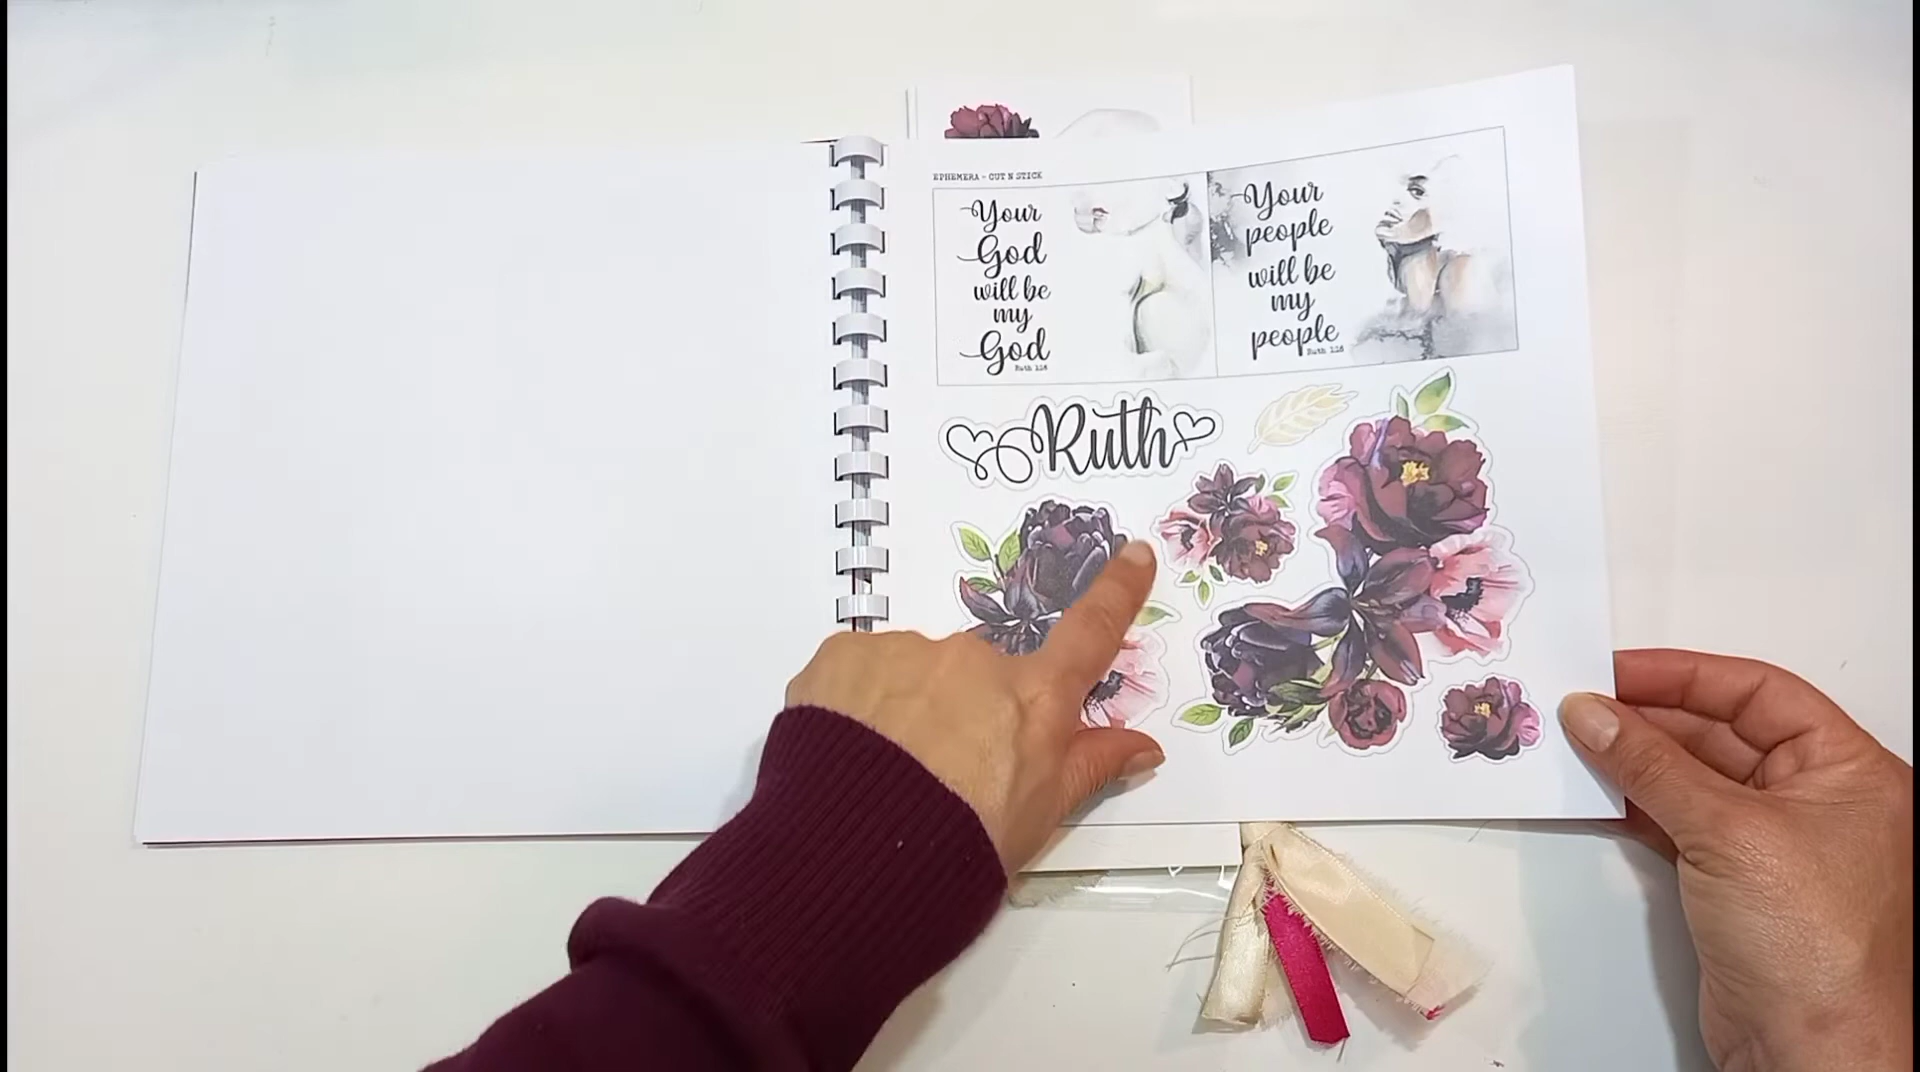 EPHEMERA - CUT N STICK
Your
God
will be
my
God
Ruth 1:16
Your
people
will be
my
people
Ruth 1:16
Ruth